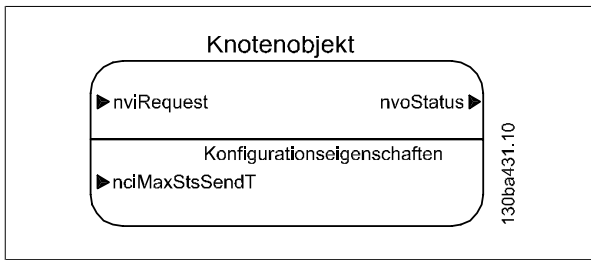 Knotenobjekt
nviRequest nvoStatus
Konfigurationseigenschaften
nciMaxStsSendT
130ba431.10